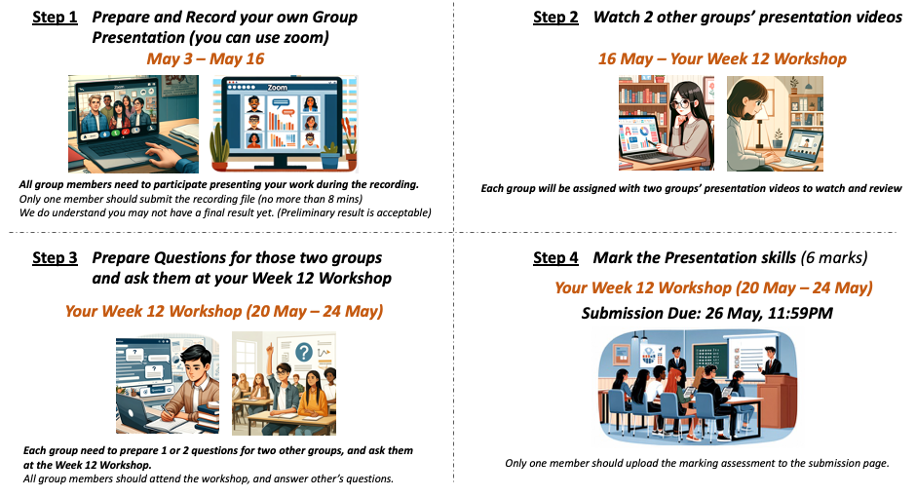 Step 1 Prepare and Record your own Group
Presentation (you can use zoom)
May 3 – May 16
Zoom
Zoom
All group members need to participate presenting your work during the recording.
Only one member should submit the recording file (no more than 8 mins)
We do understand you may not have a final result yet. (Preliminary result is acceptable)
Step 2 Watch 2 other groups’ presentation videos
16 May – Your Week 12 Workshop
Each group will be assigned with two groups’ presentation videos to watch and review
Step 3 Prepare Questions for those two groups
and ask them at your Week 12 Workshop
Your Week 12 Workshop (20 May – 24 May)
?
Each group need to prepare 1 or 2 questions for two other groups, and ask them
at the Week 12 Workshop.
All group members should attend the workshop, and answer other’s questions.
Step 4 Mark the Presentation skills (6 marks)
Your Week 12 Workshop (20 May – 24 May)
Submission Due: 26 May, 11:59PM
Only one member should upload the marking assessment to the submission page.